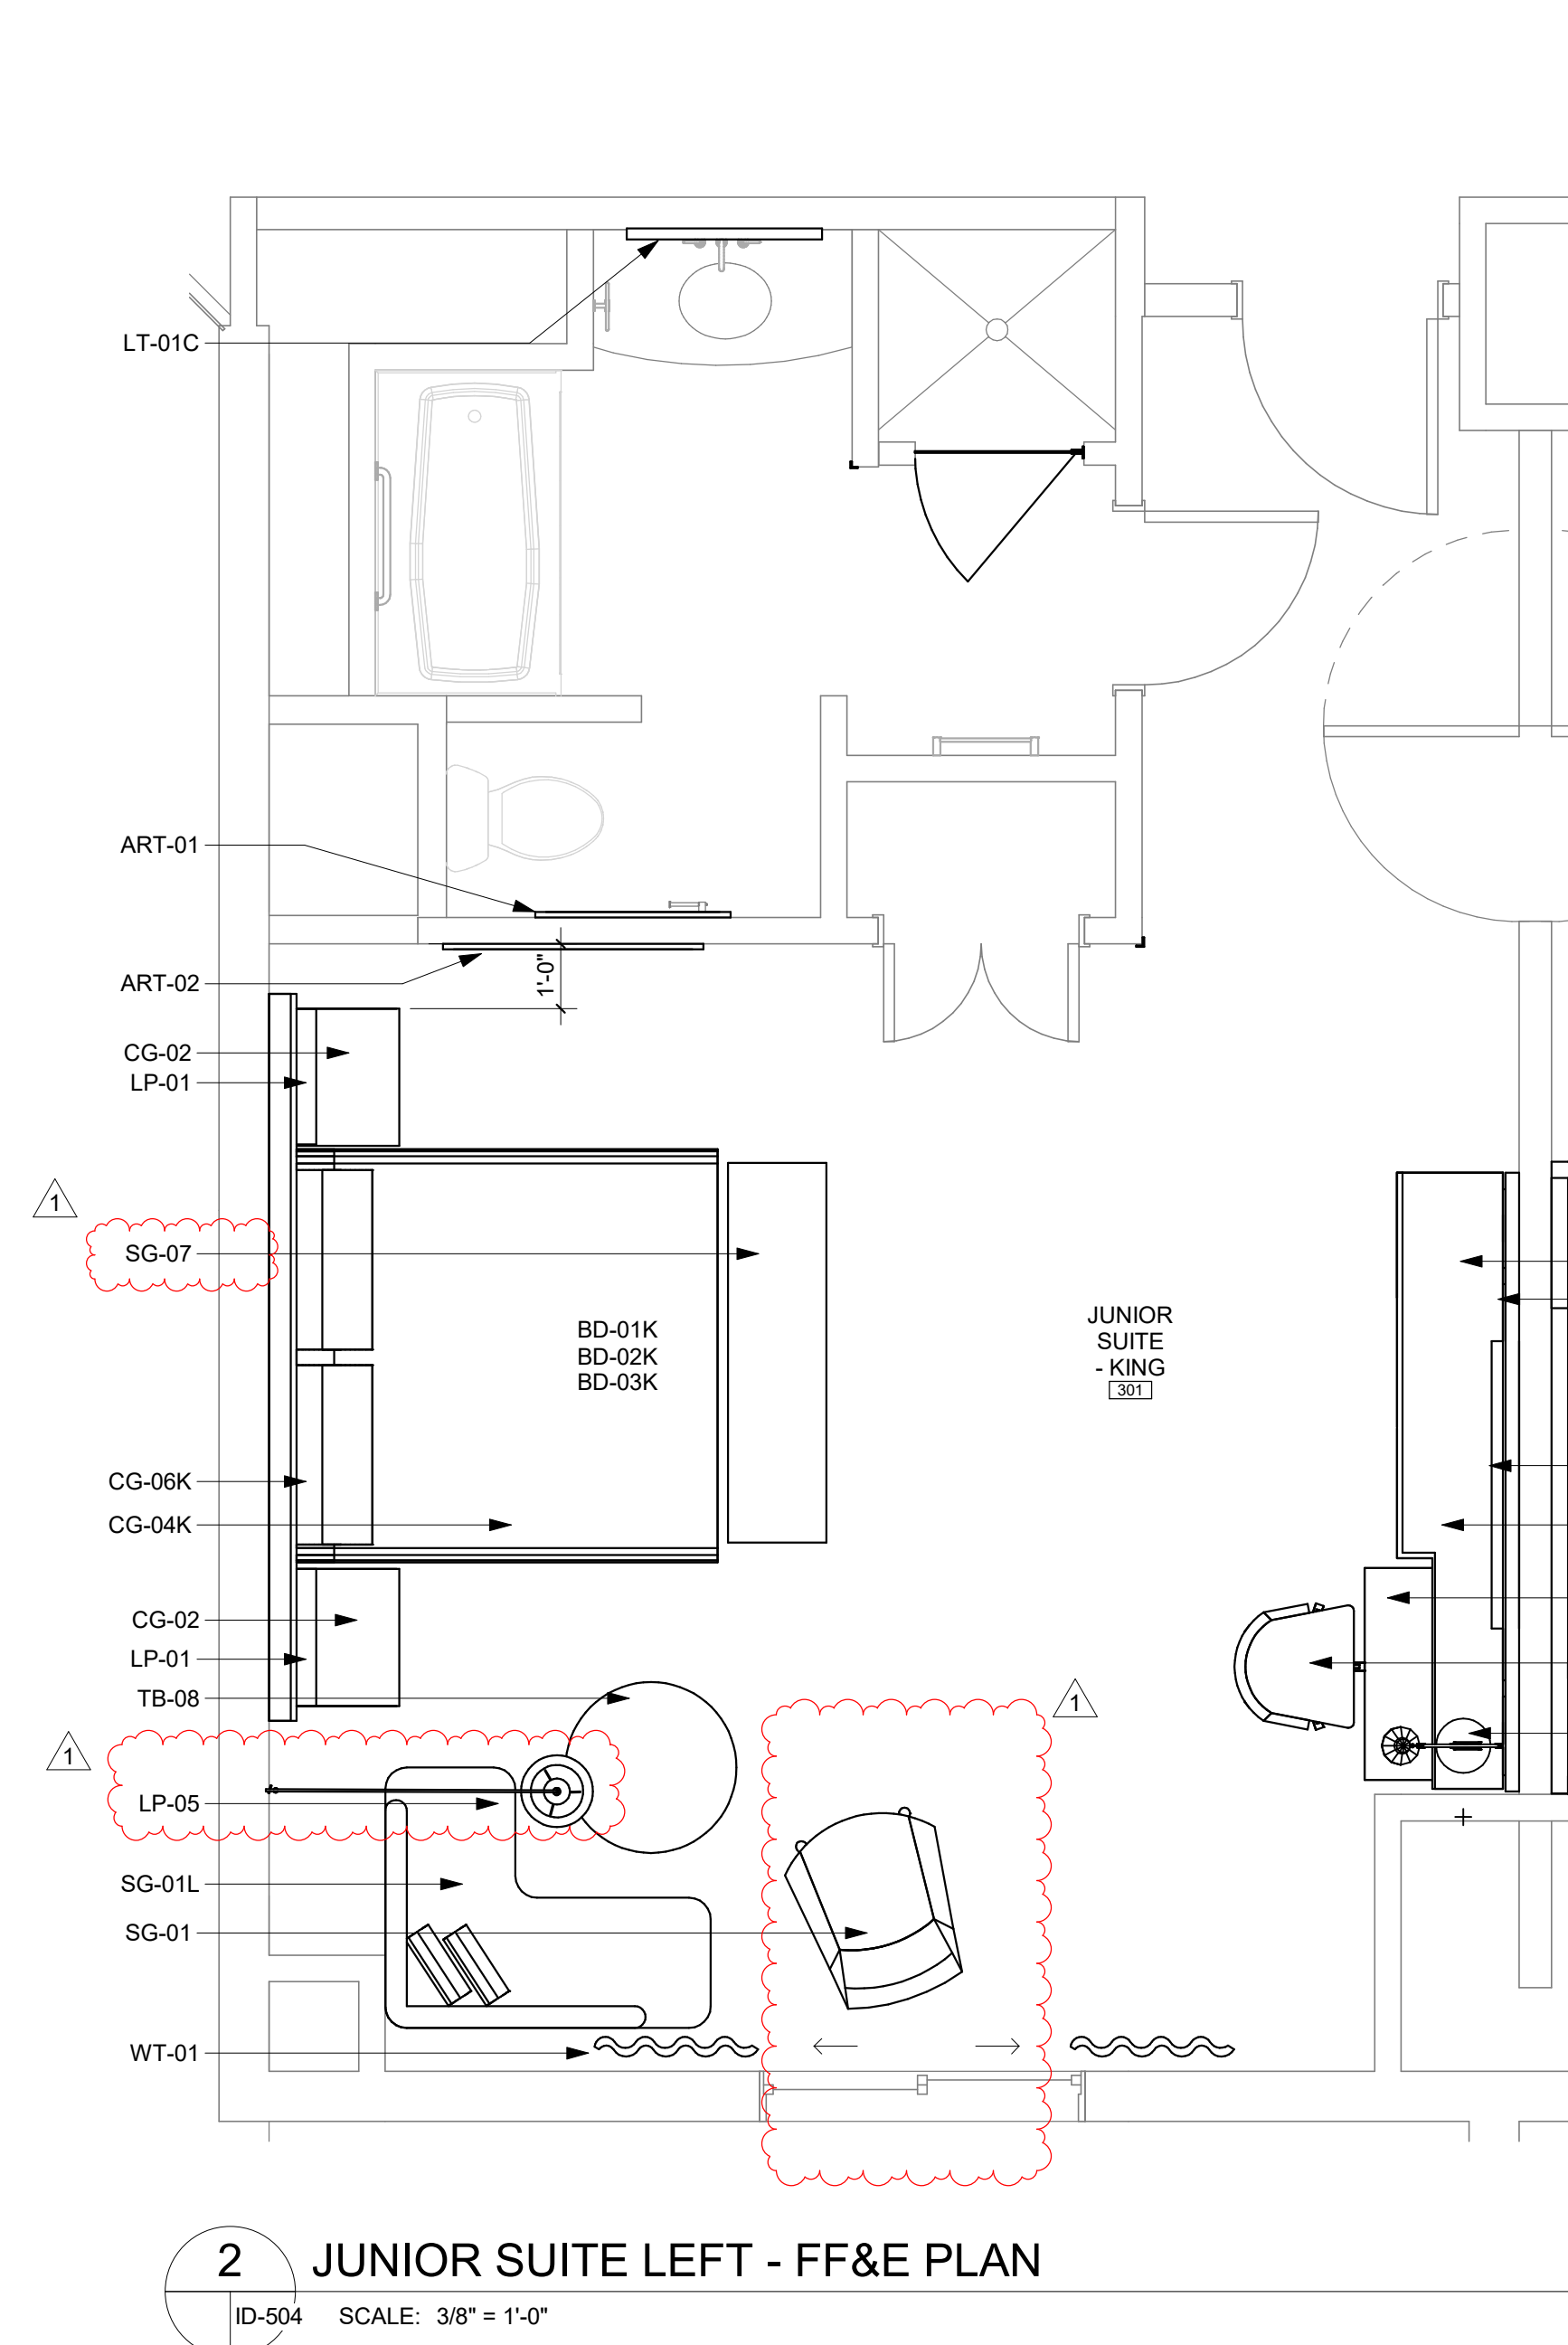 LT-01C
ART-01
ART-02
1'-0"
CG-02
LP-01
1
SG-07
BD-01K
BD-02K
BD-03K
JUNIOR
SUITE
- KING
301
CG-06K
CG-04K
CG-02
LP-01
TB-08
1
1
LP-05
SG-01L
SG-01
WT-01
2
JUNIOR SUITE LEFT - FF&E PLAN
ID-504
SCALE: 3/8" = 1'-0"